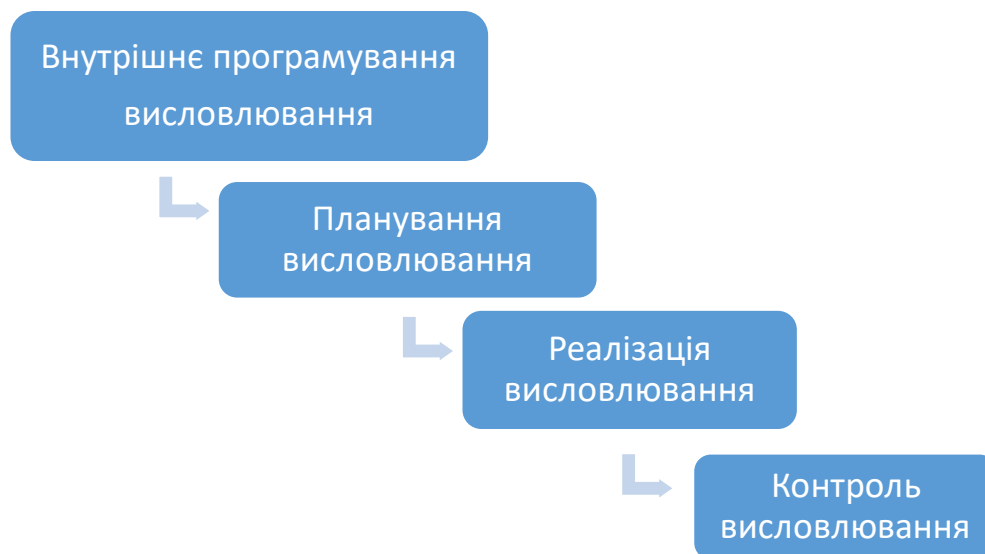 Внутрішнє програмування
висловлювання
Планування
висловлювання
Реалізація
висловлювання
Контроль
висловлювання